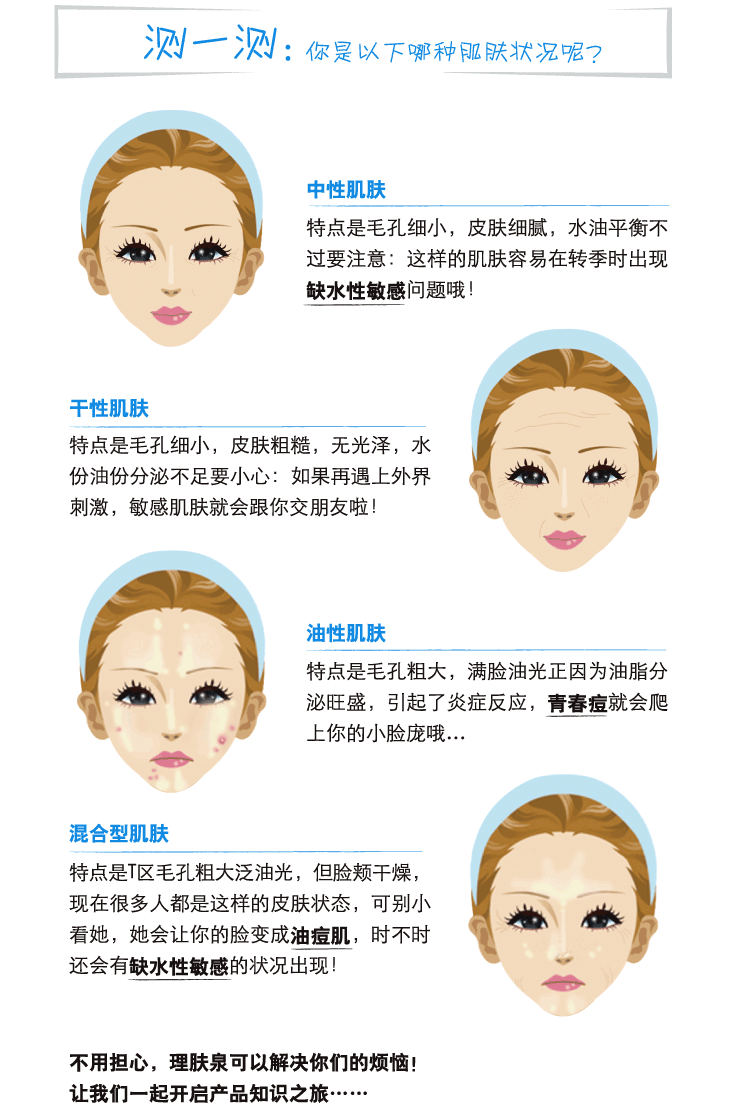 测一测：你是以下哪种肌肤状况呢?
中性肌肤
特点是毛孔细小，皮肤细腻，水油平衡不
过要注意：这样的肌肤容易在转季时出现
缺水性敏感问题哦！
干性肌肤
特点是毛孔细小，皮肤粗糙，无光泽，水
份油份分泌不足要小心：如果再遇上外界
刺激，敏感肌肤就会跟你交朋友啦！
油性肌肤
特点是毛孔粗大，满脸油光正因为油脂分
泌旺盛，引起了炎症反应，青春痘就会爬
上你的小脸庞哦...
混合型肌肤
特点是T区毛孔粗大泛油光，但脸颊干燥，
现在很多人都是这样的皮肤状态，可别小
看她，她会让你的脸变成油痘肌，时不时
还会有缺水性敏感的状况出现！
不用担心，理肤泉可以解决你们的烦恼！
让我们一起开启产品知识之旅……